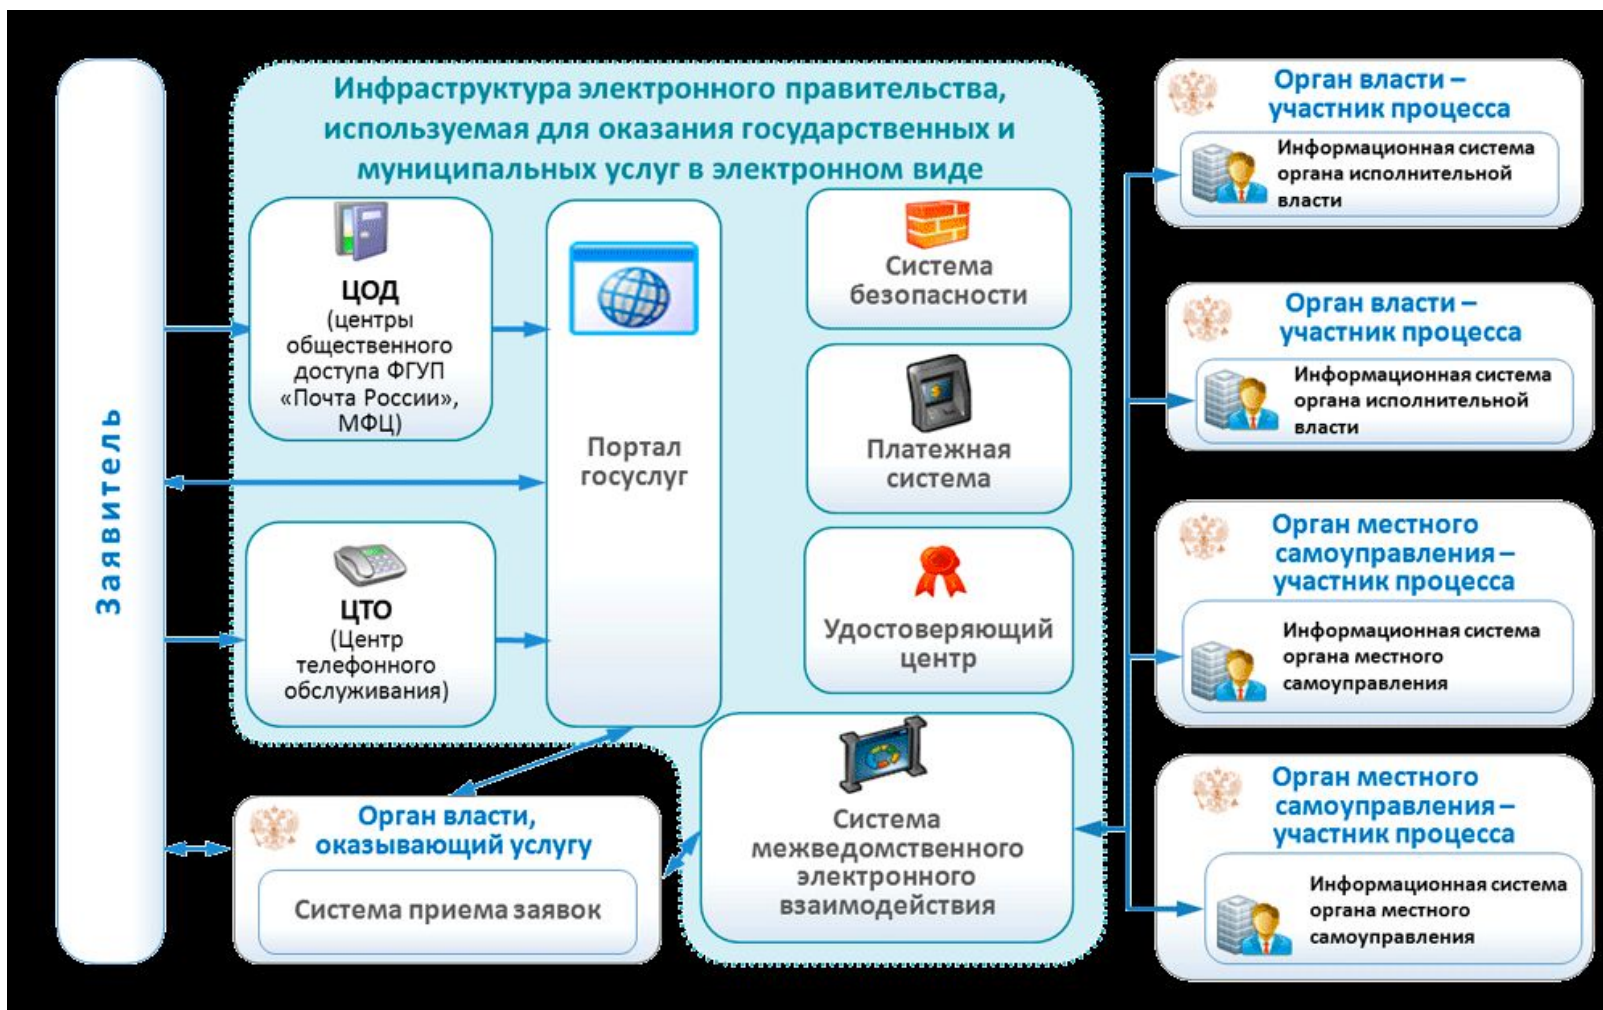 Заявитель
Инфраструктура электронного правительства,
используемая для оказания государственных и
муниципальных услуг в электронном виде
ЦОД
(центры
общественного
доступа ФГУП
«Почта России»,
МФЦ)
ЦТО
(Центр
телефонного
обслуживания)
Портал
госуслуг
Система
безопасности
Платежная
система
Удостоверяющий
центр
Система
межведомственного
электронного
взаимодействия
Орган власти,
оказывающий услугу
Система приема заявок
Орган власти –
участник процесса
Информационная система
органа исполнительной
власти
Орган власти –
участник процесса
Информационная система
органа исполнительной
власти
Орган местного
самоуправления –
участник процесса
Информационная система
органа местного
самоуправления
Орган местного
самоуправления –
участник процесса
Информационная система
органа местного
самоуправления